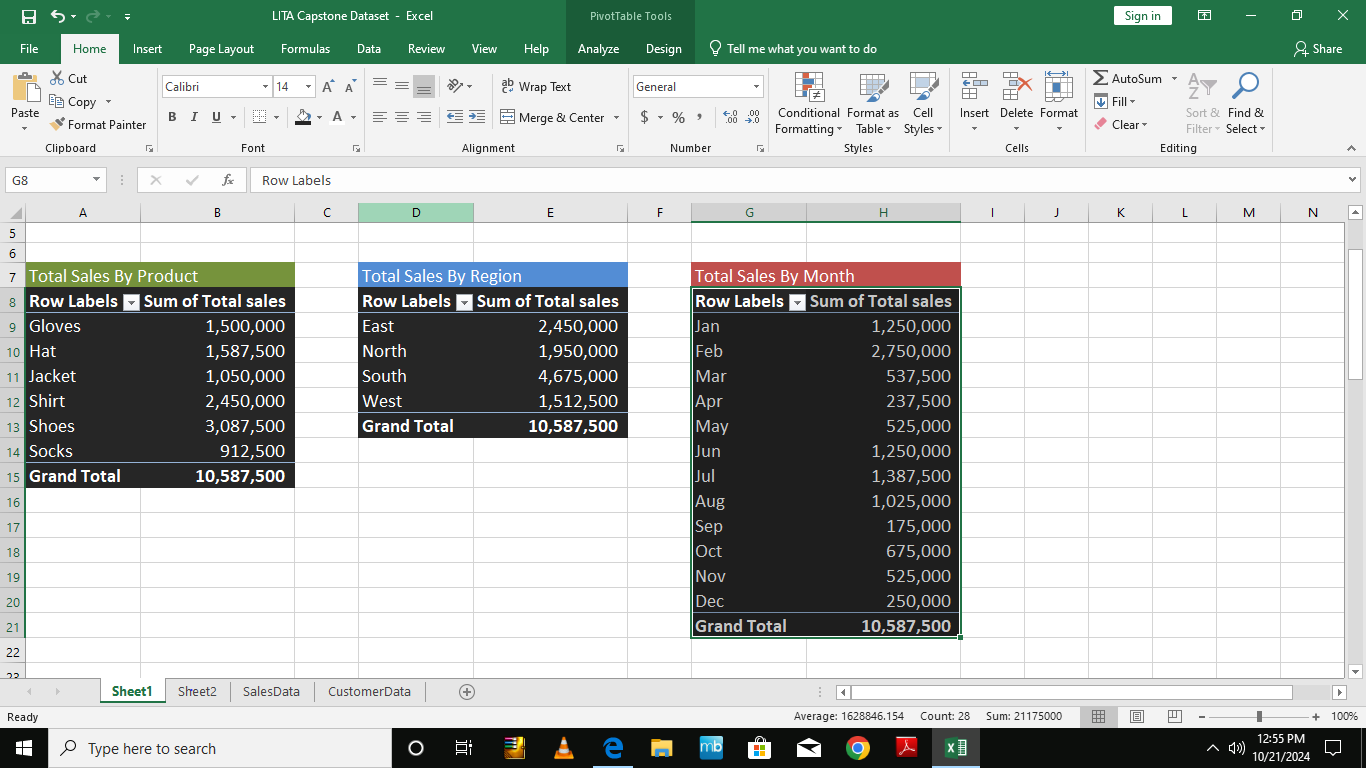 LITA Capstone Dataset - Excel
PivotTable Tools
Sign in
File Home Insert Page Layout Formulas Data Review View Help Analyze Design Tell me what you want to do Share
Paste
Cut
Copy
Format Painter
Clipboard
Calibri 14 A A
B I U A
Font
ab Wrap Text
Merge & Center
Alignment
General
$ % ,
Number
Conditional Formatting
Format as Table
Cell Styles
Styles
Insert Delete Format
Cells
AutoSum
Fill
Clear
Sort & Filter
Find & Select
Editing
G8 fx Row Labels
A B C D E F G H I J K L M N
5
6
7 Total Sales By Product Total Sales By Region Total Sales By Month
8 Row Labels Sum of Total sales Row Labels Sum of Total sales Row Labels Sum of Total sales
9 Gloves 1,500,000 East 2,450,000 Jan 1,250,000
10 Hat 1,587,500 North 1,950,000 Feb 2,750,000
11 Jacket 1,050,000 South 4,675,000 Mar 537,500
12 Shirt 2,450,000 West 1,512,500 Apr 237,500
13 Shoes 3,087,500 Grand Total 10,587,500 May 525,000
14 Socks 912,500 Jun 1,250,000
15 Grand Total 10,587,500 Jul 1,387,500
16 Aug 1,025,000
17 Sep 175,000
18 Oct 675,000
19 Nov 525,000
20 Dec 250,000
21 Grand Total 10,587,500
22
23
Sheet1 Sheet2 SalesData CustomerData
Ready Average: 1628846.154 Count: 28 Sum: 21175000 100%
Type here to search
mb
12:55 PM
10/21/2024